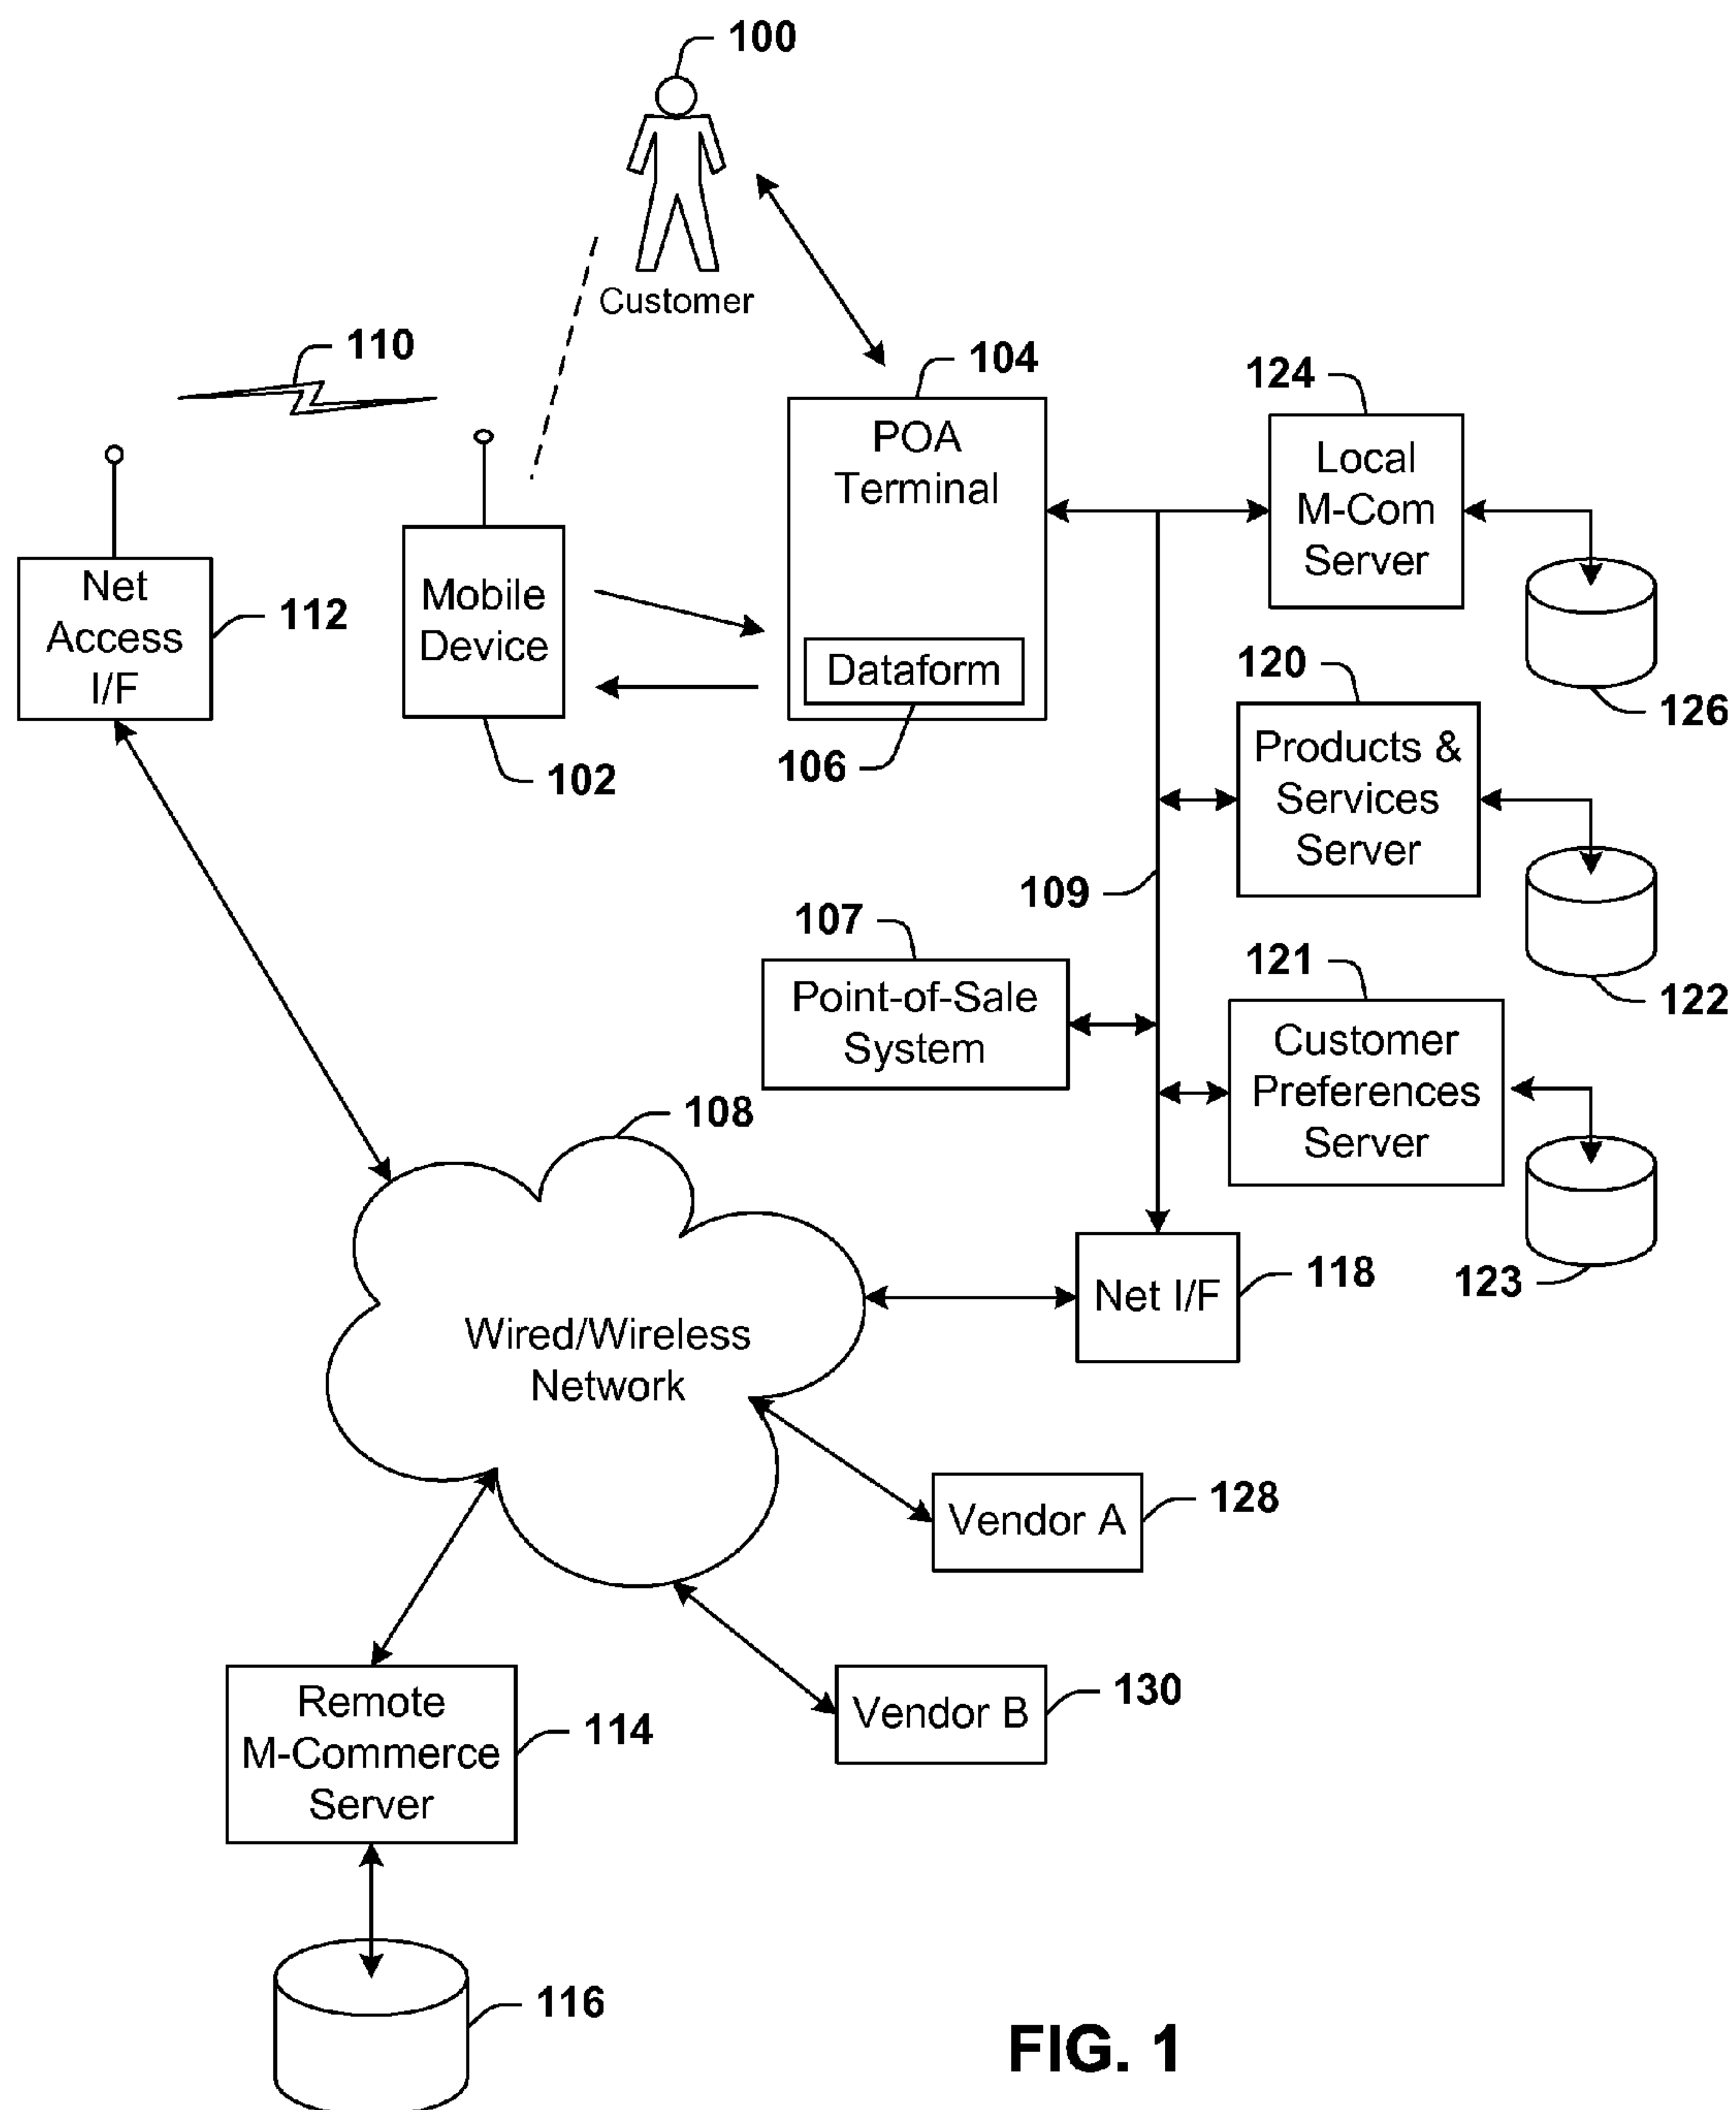 100
Customer
110
104
POA
Terminal
124
Local
M-Com
Server
Net
Access
I/F
112
Mobile
Device
102
Dataform
106
126
120
Products &
Services
Server
122
109
107
Point-of-Sale
System
121
Customer
Preferences
Server
123
108
Wired/Wireless
Network
Net I/F
118
Vendor A
128
Vendor B
130
Remote
M-Commerce
Server
114
116
FIG. 1